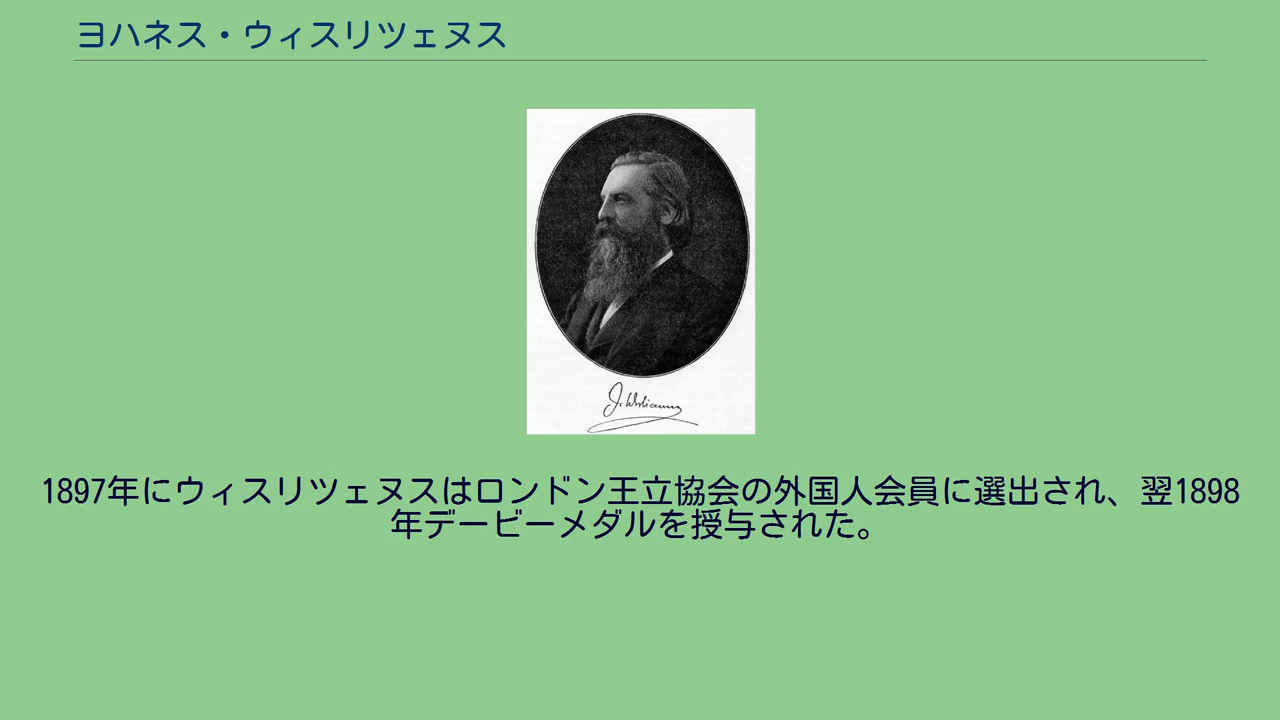 ヨハネス・ウィスリツェヌス
J. Wislicenus
1897年にウィスリツェヌスはロンドン王立協会の外国人会員に選出され、翌1898
年デービーメダルを授与された。